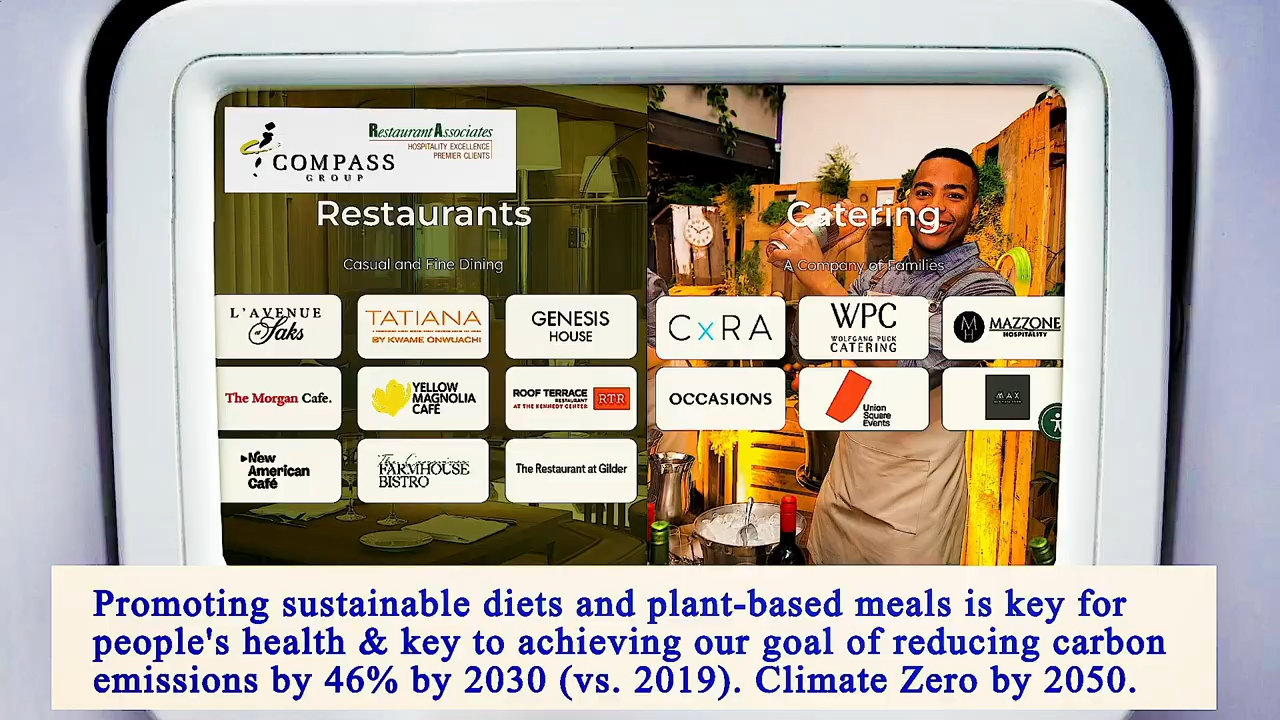 COMPASS
GROUP
RESTAURANT ASSOCIATES
HOSPITALITY EXCELLENCE
PREMIER CLIENTS
Restaurants
Casual and Fine Dining
L'AVENUE
at Saks
TATIANA
BY KWAME ONWUACHI
GENESIS
HOUSE
The Morgan Cafe.
YELLOW
MAGNOLIA
CAFÉ
ROOF TERRACE
RESTAURANT
AT THE KENNEDY CENTER
RTR
New
American
Café
FARMHOUSE
BISTRO
The Restaurant at Gilder
Catering
A Company of Families
CxRA
WPC
WOLFGANG PUCK
CATERING
M
H
MAZZONE
HOSPITALITY
OCCASIONS
Union
Square
Events
MAX
Promoting sustainable diets and plant-based meals is key for
people's health & key to achieving our goal of reducing carbon
emissions by 46% by 2030 (vs. 2019). Climate Zero by 2050.